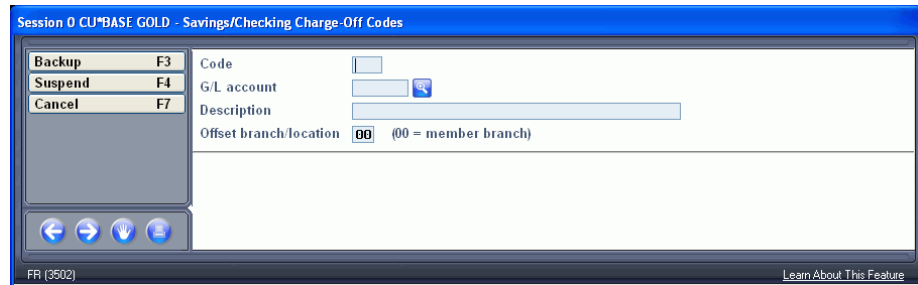 Session 0 CU*BASE GOLD - Savings/Checking Charge-Off Codes
Backup F3
Suspend F4
Cancel F7
Code
G/L account
Description
Offset branch/location 00 (00 = member branch)
FR (3502)
Learn About This Feature